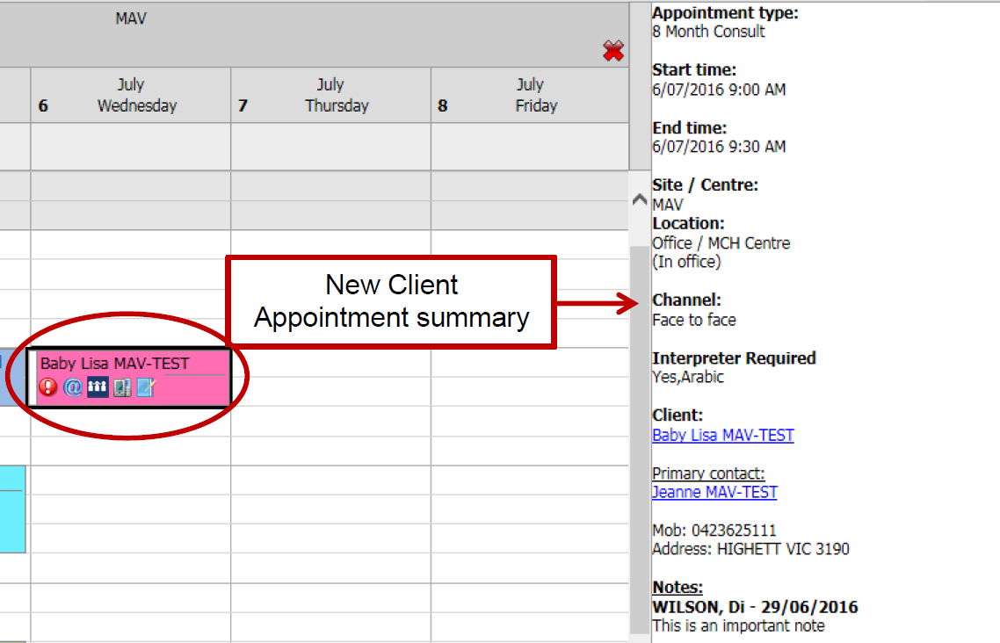 MAV
July
6 Wednesday
July
7 Thursday
July
8 Friday
New Client
Appointment summary
Baby Lisa MAV-TEST
Appointment type:
8 Month Consult
Start time:
6/07/2016 9:00 AM
End time:
6/07/2016 9:30 AM
Site / Centre:
MAV
Location:
Office / MCH Centre
(In office)
Channel:
Face to face
Interpreter Required
Yes,Arabic
Client:
Baby Lisa MAV-TEST
Primary contact:
Jeanne MAV-TEST
Mob: 0423625111
Address: HIGHETT VIC 3190
Notes:
WILSON, Di - 29/06/2016
This is an important note